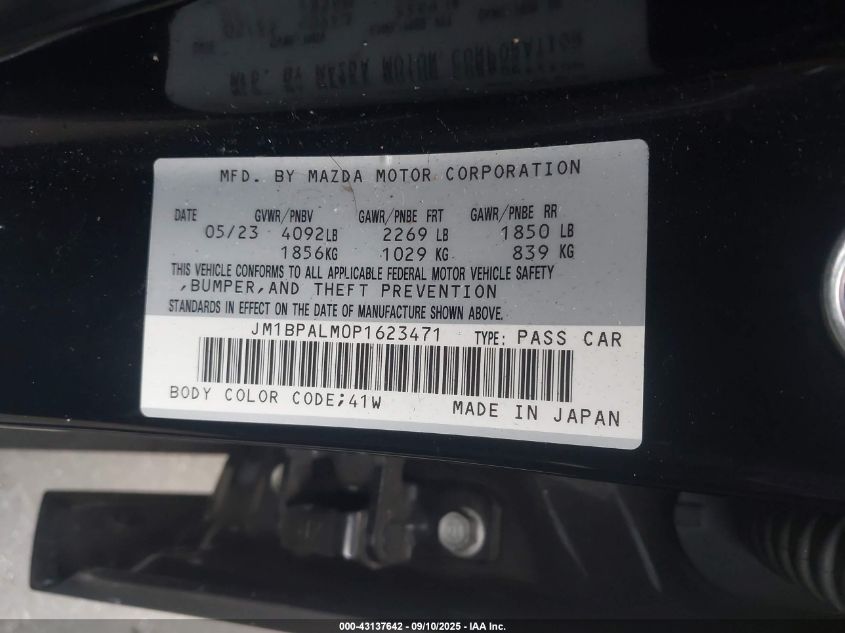 MFD. BY MAZDA MOTOR CORPORATION
DATE GVWR/PNBV GAWR/PNBE FRT GAWR/PNBE RR
05/23 4092LB 2269 LB 1850 LB
1856KG 1029 KG 839 KG
THIS VEHICLE CONFORMS TO ALL APPLICABLE FEDERAL MOTOR VEHICLE SAFETY
,BUMPER,AND THEFT PREVENTION
STANDARDS IN EFFECT ON THE DATE OF MANUFACTURE SHOWN ABOVE.
JM1BPALM0P1623471 TYPE: PASS CAR
BODY COLOR CODE;41W MADE IN JAPAN
000-43137642 - 09/10/2025 - IAA Inc.